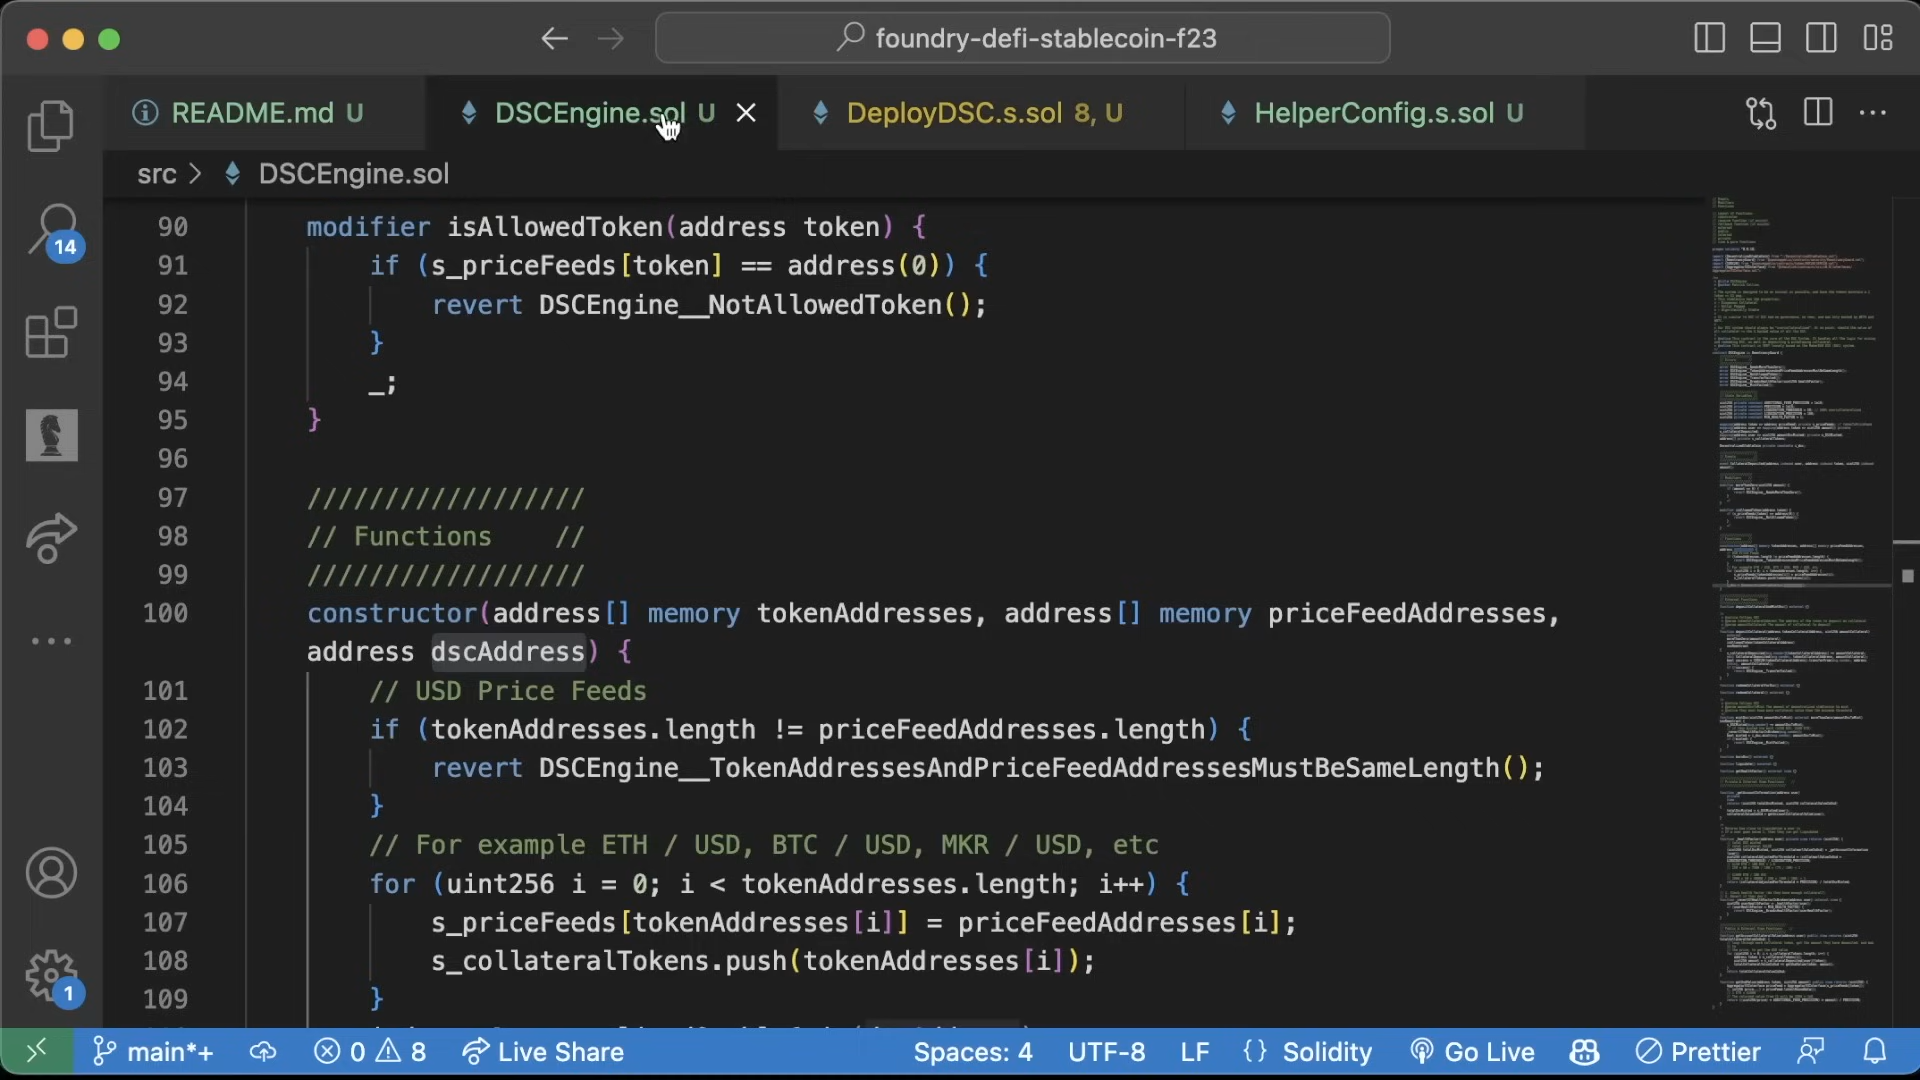 foundry-defi-stablecoin-f23
README.md U
DSCEngine.sol U
DeployDSC.s.sol 8, U
HelperConfig.s.sol U
src > DSCEngine.sol
14
1
90 modifier isAllowedToken(address token) {
91 if (s_priceFeeds[token] == address(0)) {
92 revert DSCEngine__NotAllowedToken();
93 }
94 _;
95 }
96
97 //////////////////
98 // Functions //
99 //////////////////
100 constructor(address[] memory tokenAddresses, address[] memory priceFeedAddresses,
address dscAddress) {
101 // USD Price Feeds
102 if (tokenAddresses.length != priceFeedAddresses.length) {
103 revert DSCEngine__TokenAddressesAndPriceFeedAddressesMustBeSameLength();
104 }
105 // For example ETH / USD, BTC / USD, MKR / USD, etc
106 for (uint256 i = 0; i < tokenAddresses.length; i++) {
107 s_priceFeeds[tokenAddresses[i]] = priceFeedAddresses[i];
108 s_collateralTokens.push(tokenAddresses[i]);
109 }
main*+ 0 8 Live Share Spaces: 4 UTF-8 LF {} Solidity Go Live Prettier